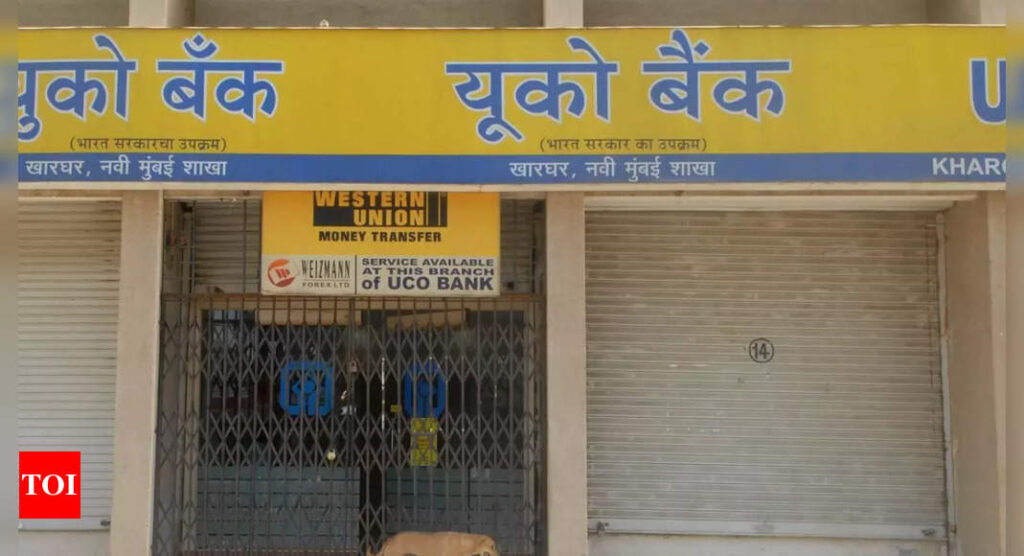 यूको बैंक
(भारत सरकारचा उपक्रम)
खारघर, नवी मुंबई शाखा
यूको बैंक
(भारत सरकार का उपक्रम)
खारघर, नवी मुंबई शाखा
WESTERN
UNION
MONEY TRANSFER
WEIZMANN
FOREX LTD.
SERVICE AVAILABLE
AT THIS BRANCH
of UCO BANK
14
TOI